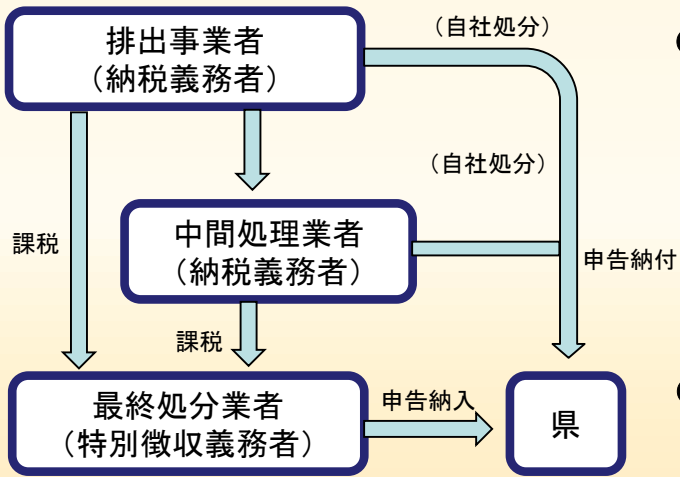 排出事業者
（納税義務者）
（自社処分）
（自社処分）
中間処理業者
（納税義務者）
課税
申告納付
課税
最終処分業者
（特別徴収義務者）
申告納入
県